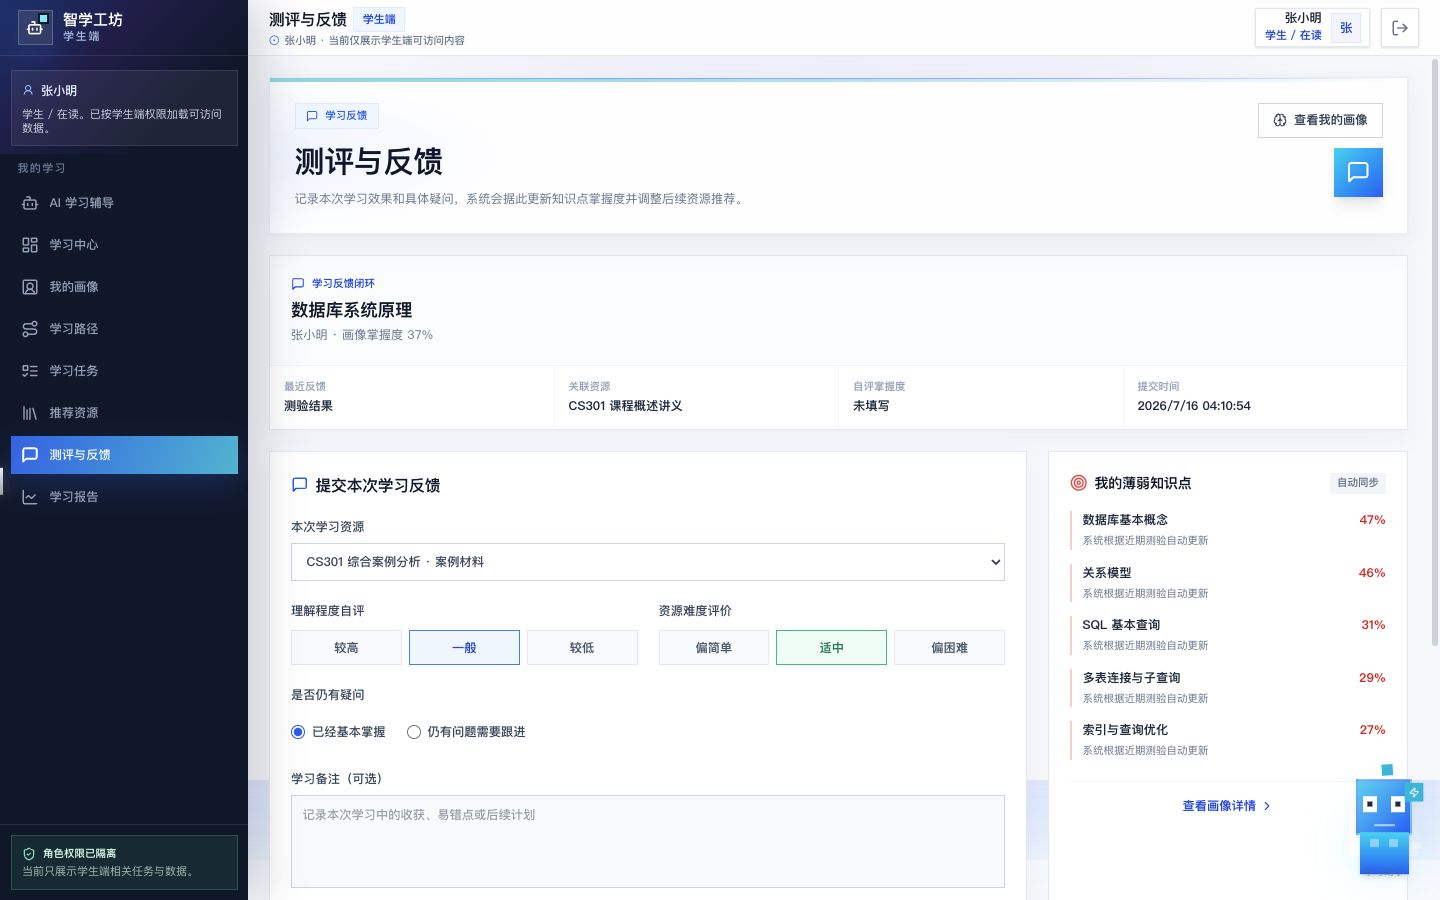 智学工坊
学生端
张小明
学生 / 在读。已按学生端权限加载可访问
数据。
我的学习
AI 学习辅导
学习中心
我的画像
学习路径
学习任务
推荐资源
测评与反馈
学习报告
角色权限已隔离
当前只展示学生端相关任务与数据。
测评与反馈 学生端
张小明 · 当前仅展示学生端可访问内容
张小明
学生 / 在读
张
学习反馈
测评与反馈
记录本次学习效果和具体疑问，系统会据此更新知识点掌握度并调整后续资源推荐。
查看我的画像
学习反馈闭环
数据库系统原理
张小明 · 画像掌握度 37%
最近反馈
测验结果
关联资源
CS301 课程概述讲义
自评掌握度
未填写
提交时间
2026/7/16 04:10:54
提交本次学习反馈
本次学习资源
CS301 综合案例分析 · 案例材料
理解程度自评
较高 一般 较低
资源难度评价
偏简单 适中 偏困难
是否仍有疑问
已经基本掌握 仍有问题需要跟进
学习备注（可选）
记录本次学习中的收获、易错点或后续计划
我的薄弱知识点 自动同步
数据库基本概念 47%
系统根据近期测验自动更新
关系模型 46%
系统根据近期测验自动更新
SQL 基本查询 31%
系统根据近期测验自动更新
多表连接与子查询 29%
系统根据近期测验自动更新
索引与查询优化 27%
系统根据近期测验自动更新
查看画像详情